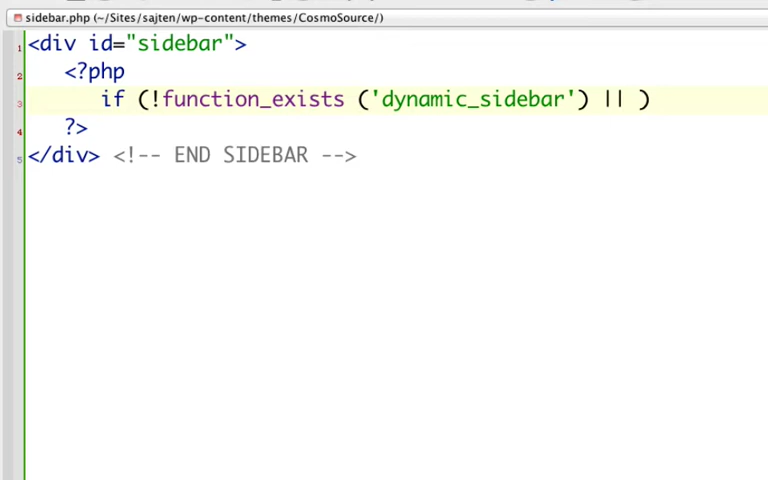 sidebar.php (~/Sites/sajten/wp-content/themes/CosmoSource/)
1 <div id="sidebar">
2 <?php
3 if (!function_exists ('dynamic_sidebar') || )
4 ?>
5 </div> <!-- END SIDEBAR -->